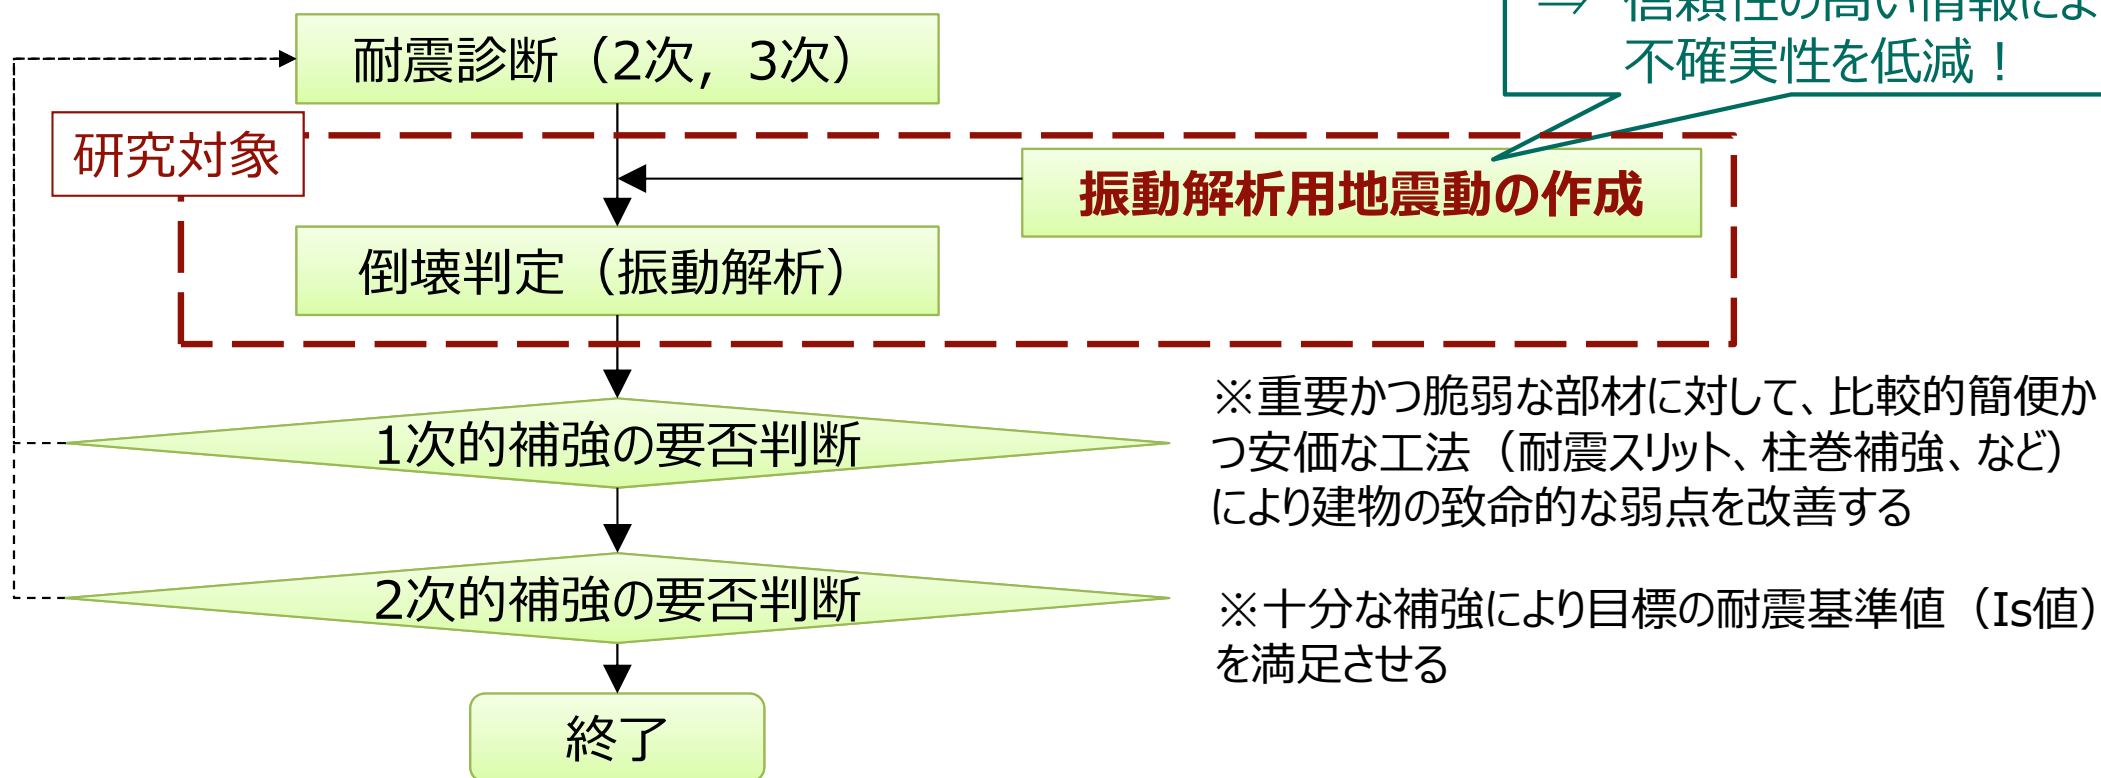 ⇒ 信頼性の高い情報によ
不確実性を低減！
耐震診断（2次，3次）
研究対象
振動解析用地震動の作成
倒壊判定（振動解析）
1次的補強の要否判断
※重要かつ脆弱な部材に対して、比較的簡便か
つ安価な工法（耐震スリット、柱巻補強、など）
により建物の致命的な弱点を改善する
2次的補強の要否判断
※十分な補強により目標の耐震基準値（Is値）
を満足させる
終了